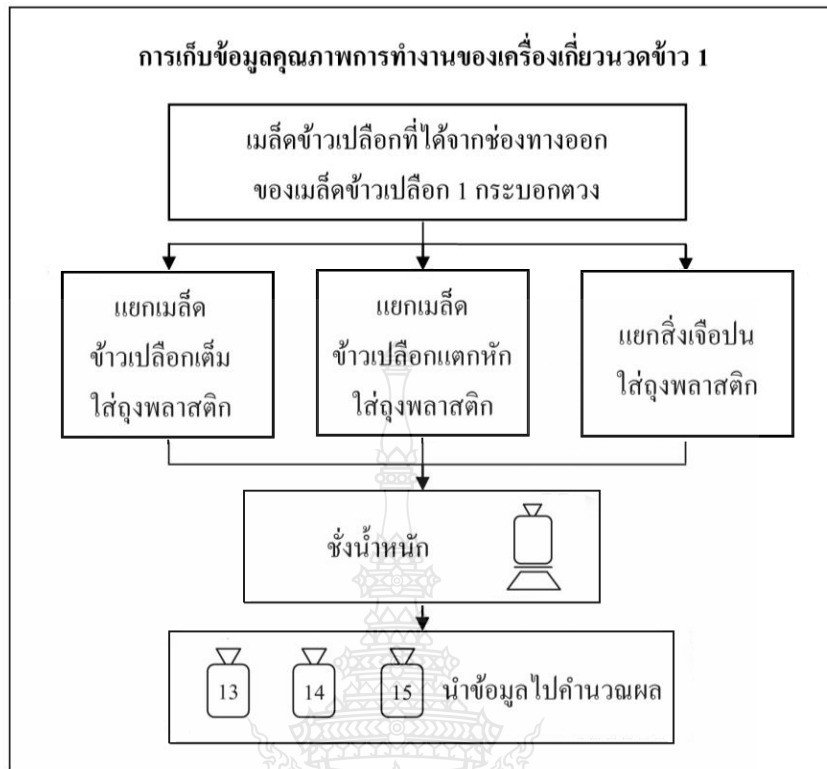 การเก็บข้อมูลคุณภาพการทำงานของเครื่องเกี่ยวนวดข้าว 1
เมล็ดข้าวเปลือกที่ได้จากช่องทางออก
ของเมล็ดข้าวเปลือก 1 กระบอกตวง
แยกเมล็ด
ข้าวเปลือกเต็ม
ใส่ถุงพลาสติก
แยกเมล็ด
ข้าวเปลือกแตกหัก
ใส่ถุงพลาสติก
แยกสิ่งเจือปน
ใส่ถุงพลาสติก
ชั่งน้ำหนัก
13 14 15 นำข้อมูลไปคำนวณผล